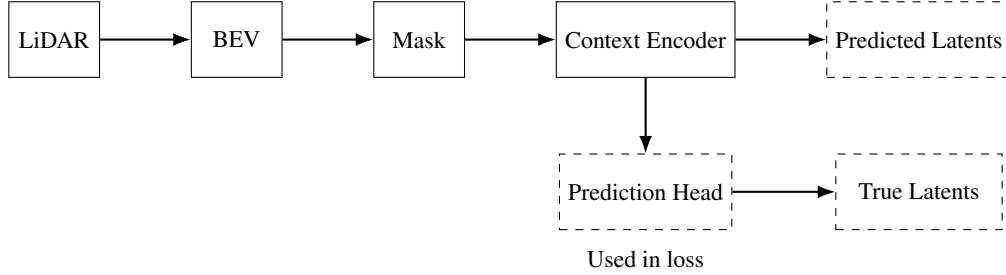 LiDAR
BEV
Mask
Context Encoder
Predicted Latents
Prediction Head
True Latents
Used in loss